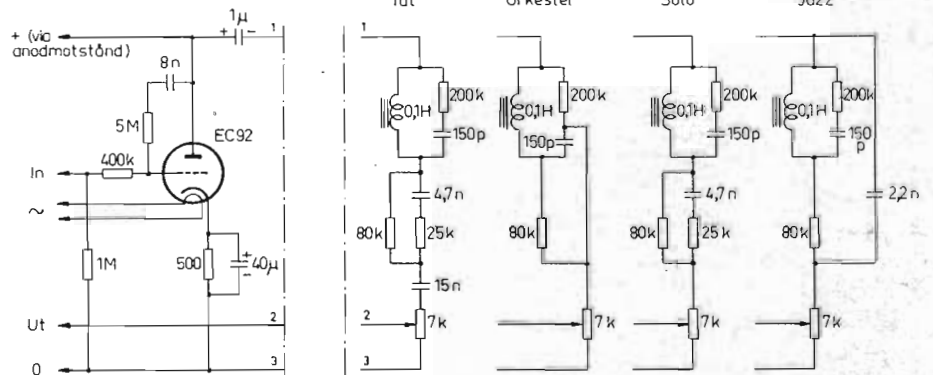 Tal Orkester Solo Jazz
1µ
+ -
+ (via anodmotstånd)
8n
5M
EC92
400k
In
~
1M
500
+ 40µ
-
Ut
0
1
2
3
1
0,1H
200k
150p
4,7n
80k
25k
15n
2
7k
3
0,1H
200k
150p
80k
7k
0,1H
200k
150p
4,7n
80k
25k
7k
0,1H
200k
150p
2,2n
80k
7k